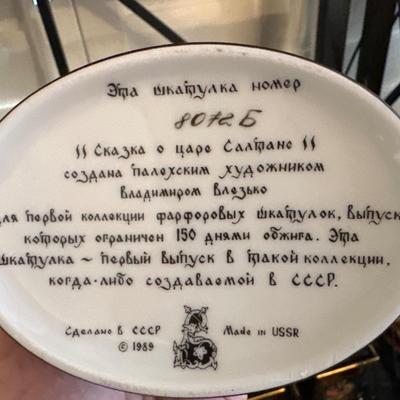 Эта шкатулка номер
8072Б
"Сказка о царе Салтане"
создана палехским художником
Владимиром Влезько
для первой коллекции фарфоровых шкатулок, выпуск
которых ограничен 150 днями обжига. Эта
шкатулка ~ первый выпуск в такой коллекции,
когда-либо создаваемой в СССР.
Сделано в СССР Made in USSR
© 1989